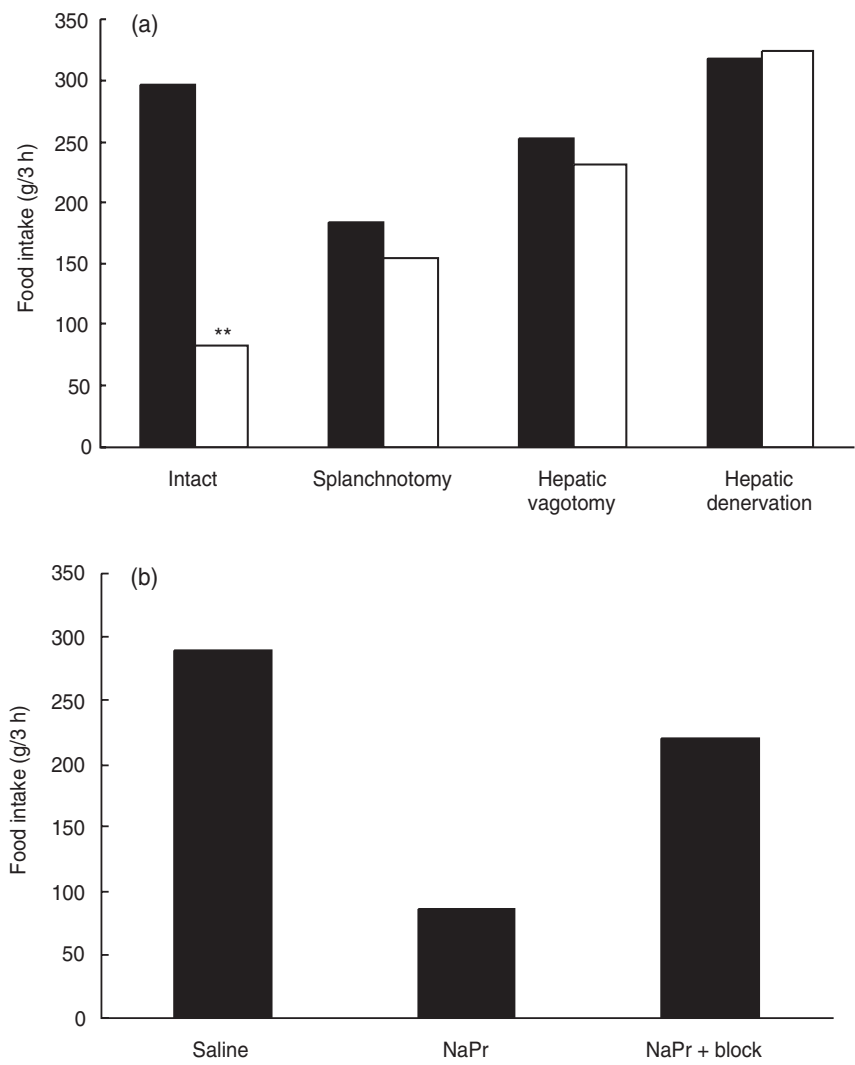 (a)
Food intake (g/3 h)
350
300
250
200
150
100
50
0
**
Intact
Splanchnotomy
Hepatic
vagotomy
Hepatic
denervation
(b)
Food intake (g/3 h)
350
300
250
200
150
100
50
0
Saline
NaPr
NaPr + block